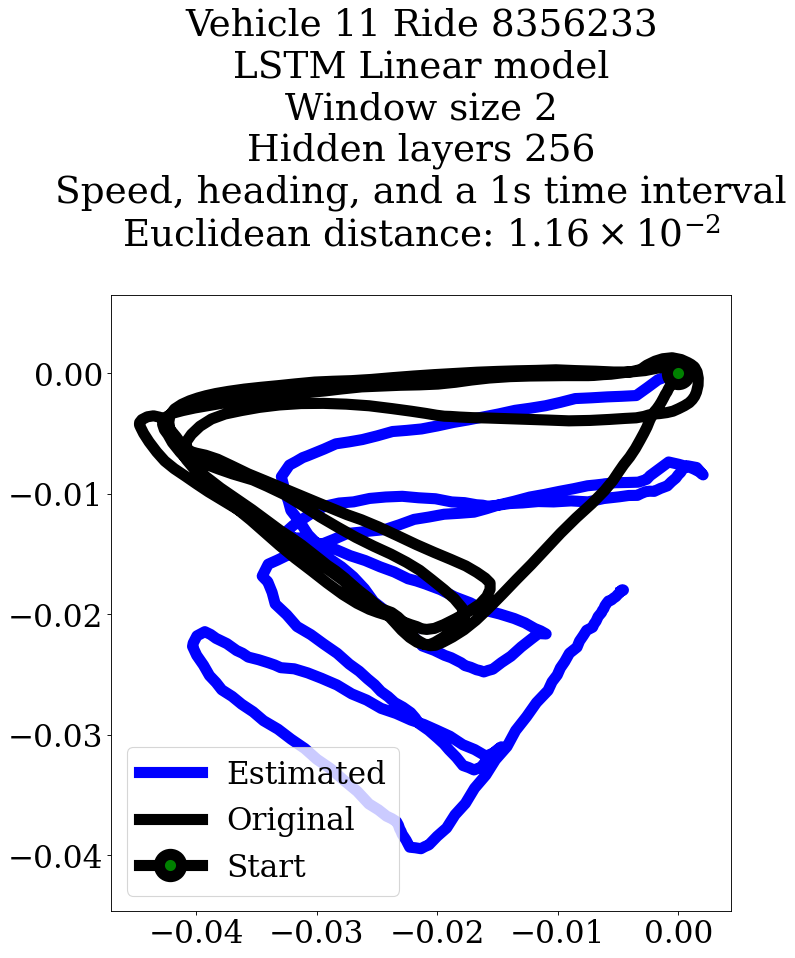 Vehicle 11 Ride 8356233
LSTM Linear model
Window size 2
Hidden layers 256
Speed, heading, and a 1s time interval
Euclidean distance: 1.16 × 10⁻²
0.00
−0.01
−0.02
−0.03
−0.04
Estimated
Original
Start
−0.04 −0.03 −0.02 −0.01 0.00